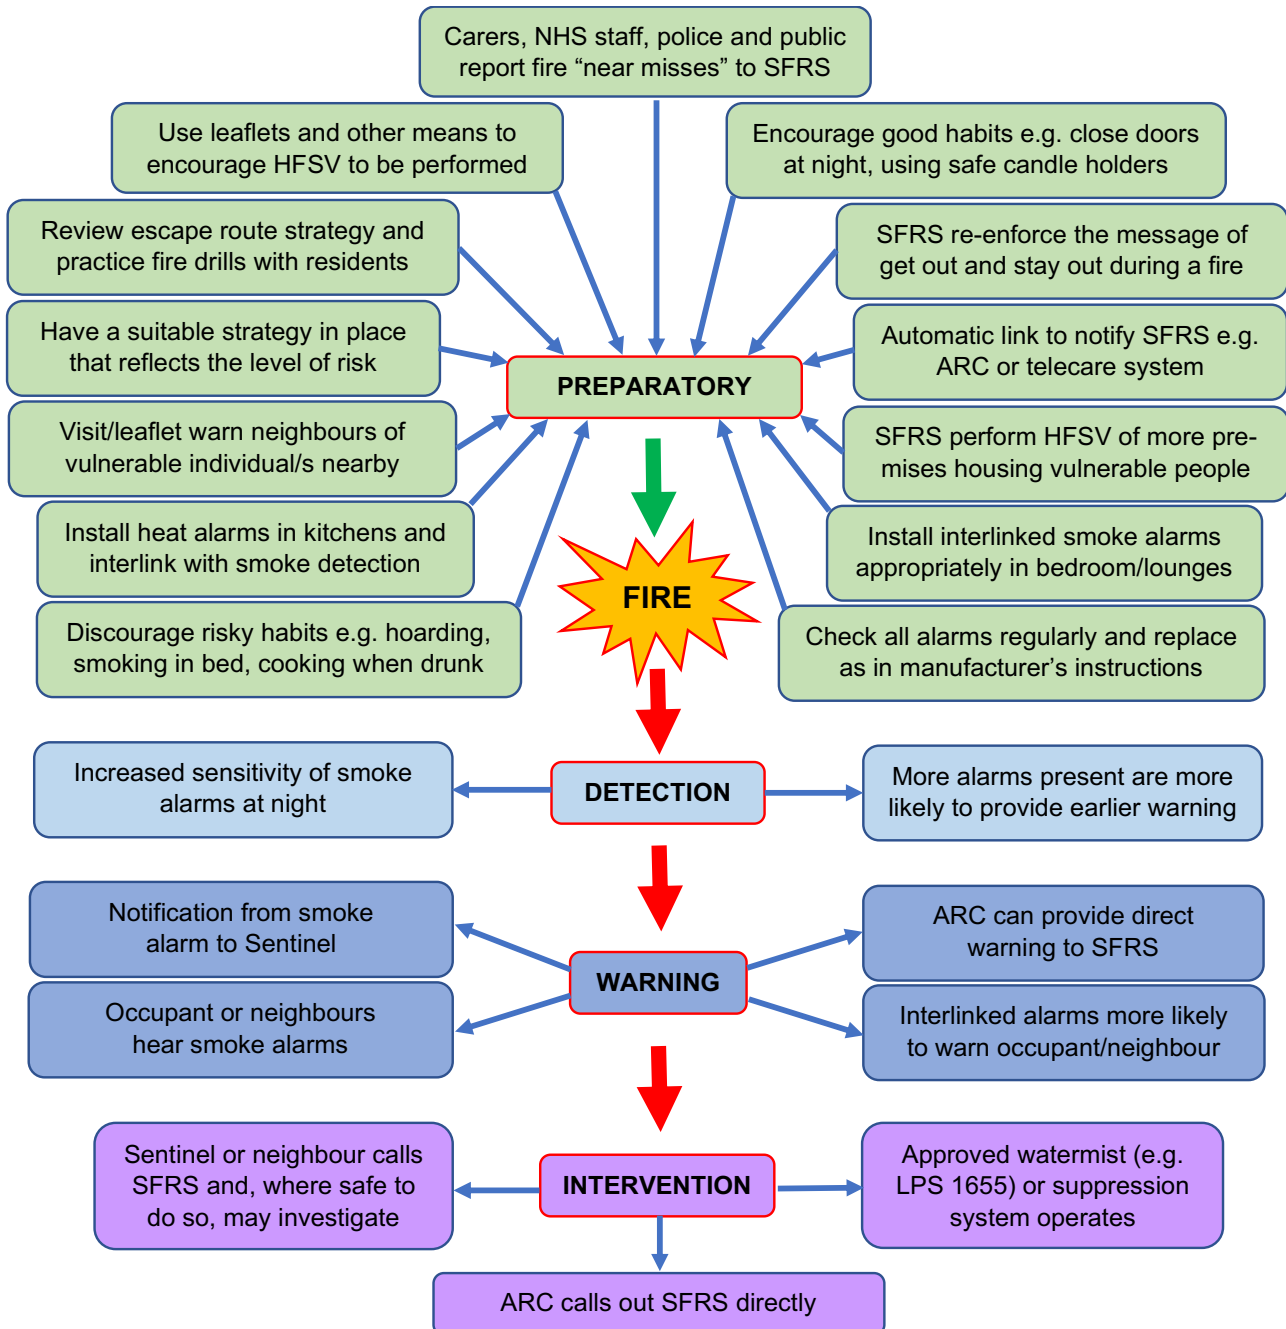 Carers, NHS staff, police and public
report fire “near misses” to SFRS
Use leaflets and other means to
encourage HFSV to be performed
Encourage good habits e.g. close doors
at night, using safe candle holders
Review escape route strategy and
practice fire drills with residents
SFRS re-enforce the message of
get out and stay out during a fire
Have a suitable strategy in place
that reflects the level of risk
Automatic link to notify SFRS e.g.
ARC or telecare system
PREPARATORY
Visit/leaflet warn neighbours of
vulnerable individual/s nearby
SFRS perform HFSV of more pre-
mises housing vulnerable people
Install heat alarms in kitchens and
interlink with smoke detection
Install interlinked smoke alarms
appropriately in bedroom/lounges
FIRE
Discourage risky habits e.g. hoarding,
smoking in bed, cooking when drunk
Check all alarms regularly and replace
as in manufacturer’s instructions
Increased sensitivity of smoke
alarms at night
DETECTION
More alarms present are more
likely to provide earlier warning
Notification from smoke
alarm to Sentinel
ARC can provide direct
warning to SFRS
WARNING
Occupant or neighbours
hear smoke alarms
Interlinked alarms more likely
to warn occupant/neighbour
Sentinel or neighbour calls
SFRS and, where safe to
do so, may investigate
INTERVENTION
Approved watermist (e.g.
LPS 1655) or suppression
system operates
ARC calls out SFRS directly